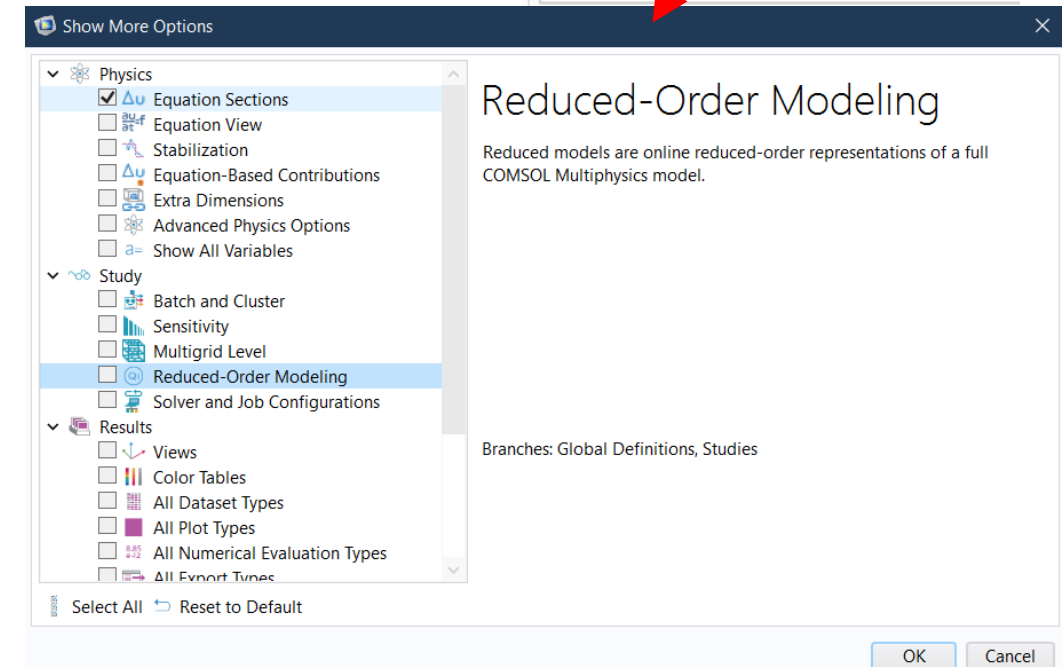 Show More Options
Physics
Equation Sections
Equation View
Stabilization
Equation-Based Contributions
Extra Dimensions
Advanced Physics Options
a= Show All Variables
Study
Batch and Cluster
Sensitivity
Multigrid Level
Reduced-Order Modeling
Solver and Job Configurations
Results
Views
Color Tables
All Dataset Types
All Plot Types
All Numerical Evaluation Types
All Export Types
Select All Reset to Default
Reduced-Order Modeling
Reduced models are online reduced-order representations of a full
COMSOL Multiphysics model.
Branches: Global Definitions, Studies
OK Cancel